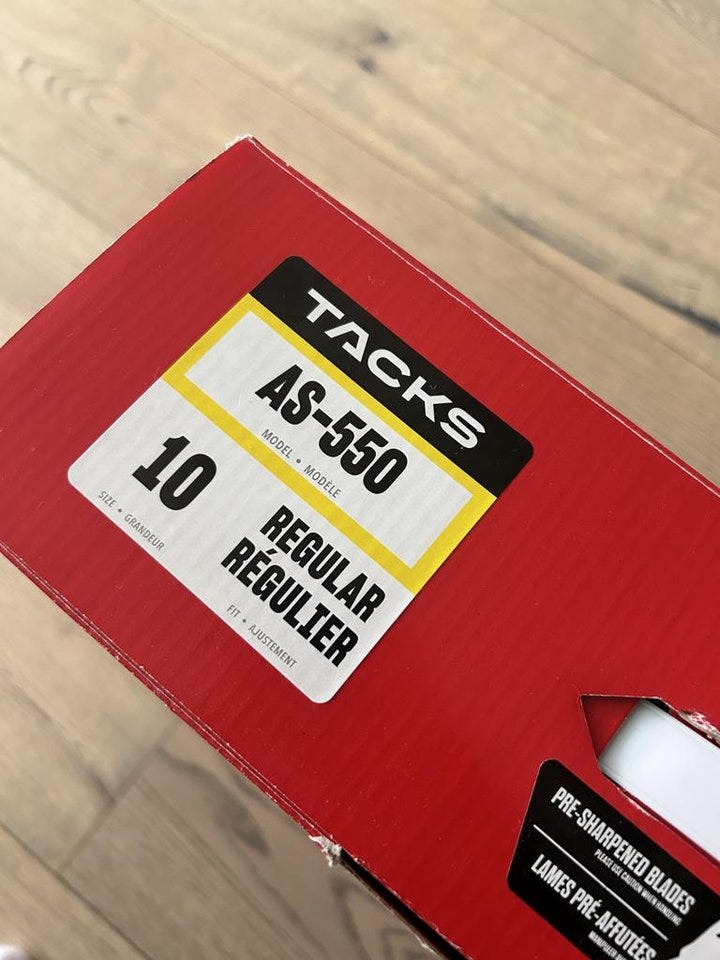 TACKS
AS-550
MODEL • MODÈLE
10
SIZE • GRANDEUR
REGULAR
RÉGULIER
FIT • AJUSTEMENT
PRE-SHARPENED BLADES
PLEASE USE CAUTION WHEN HANDLING
LAMES PRÉ-AFFUTÉES